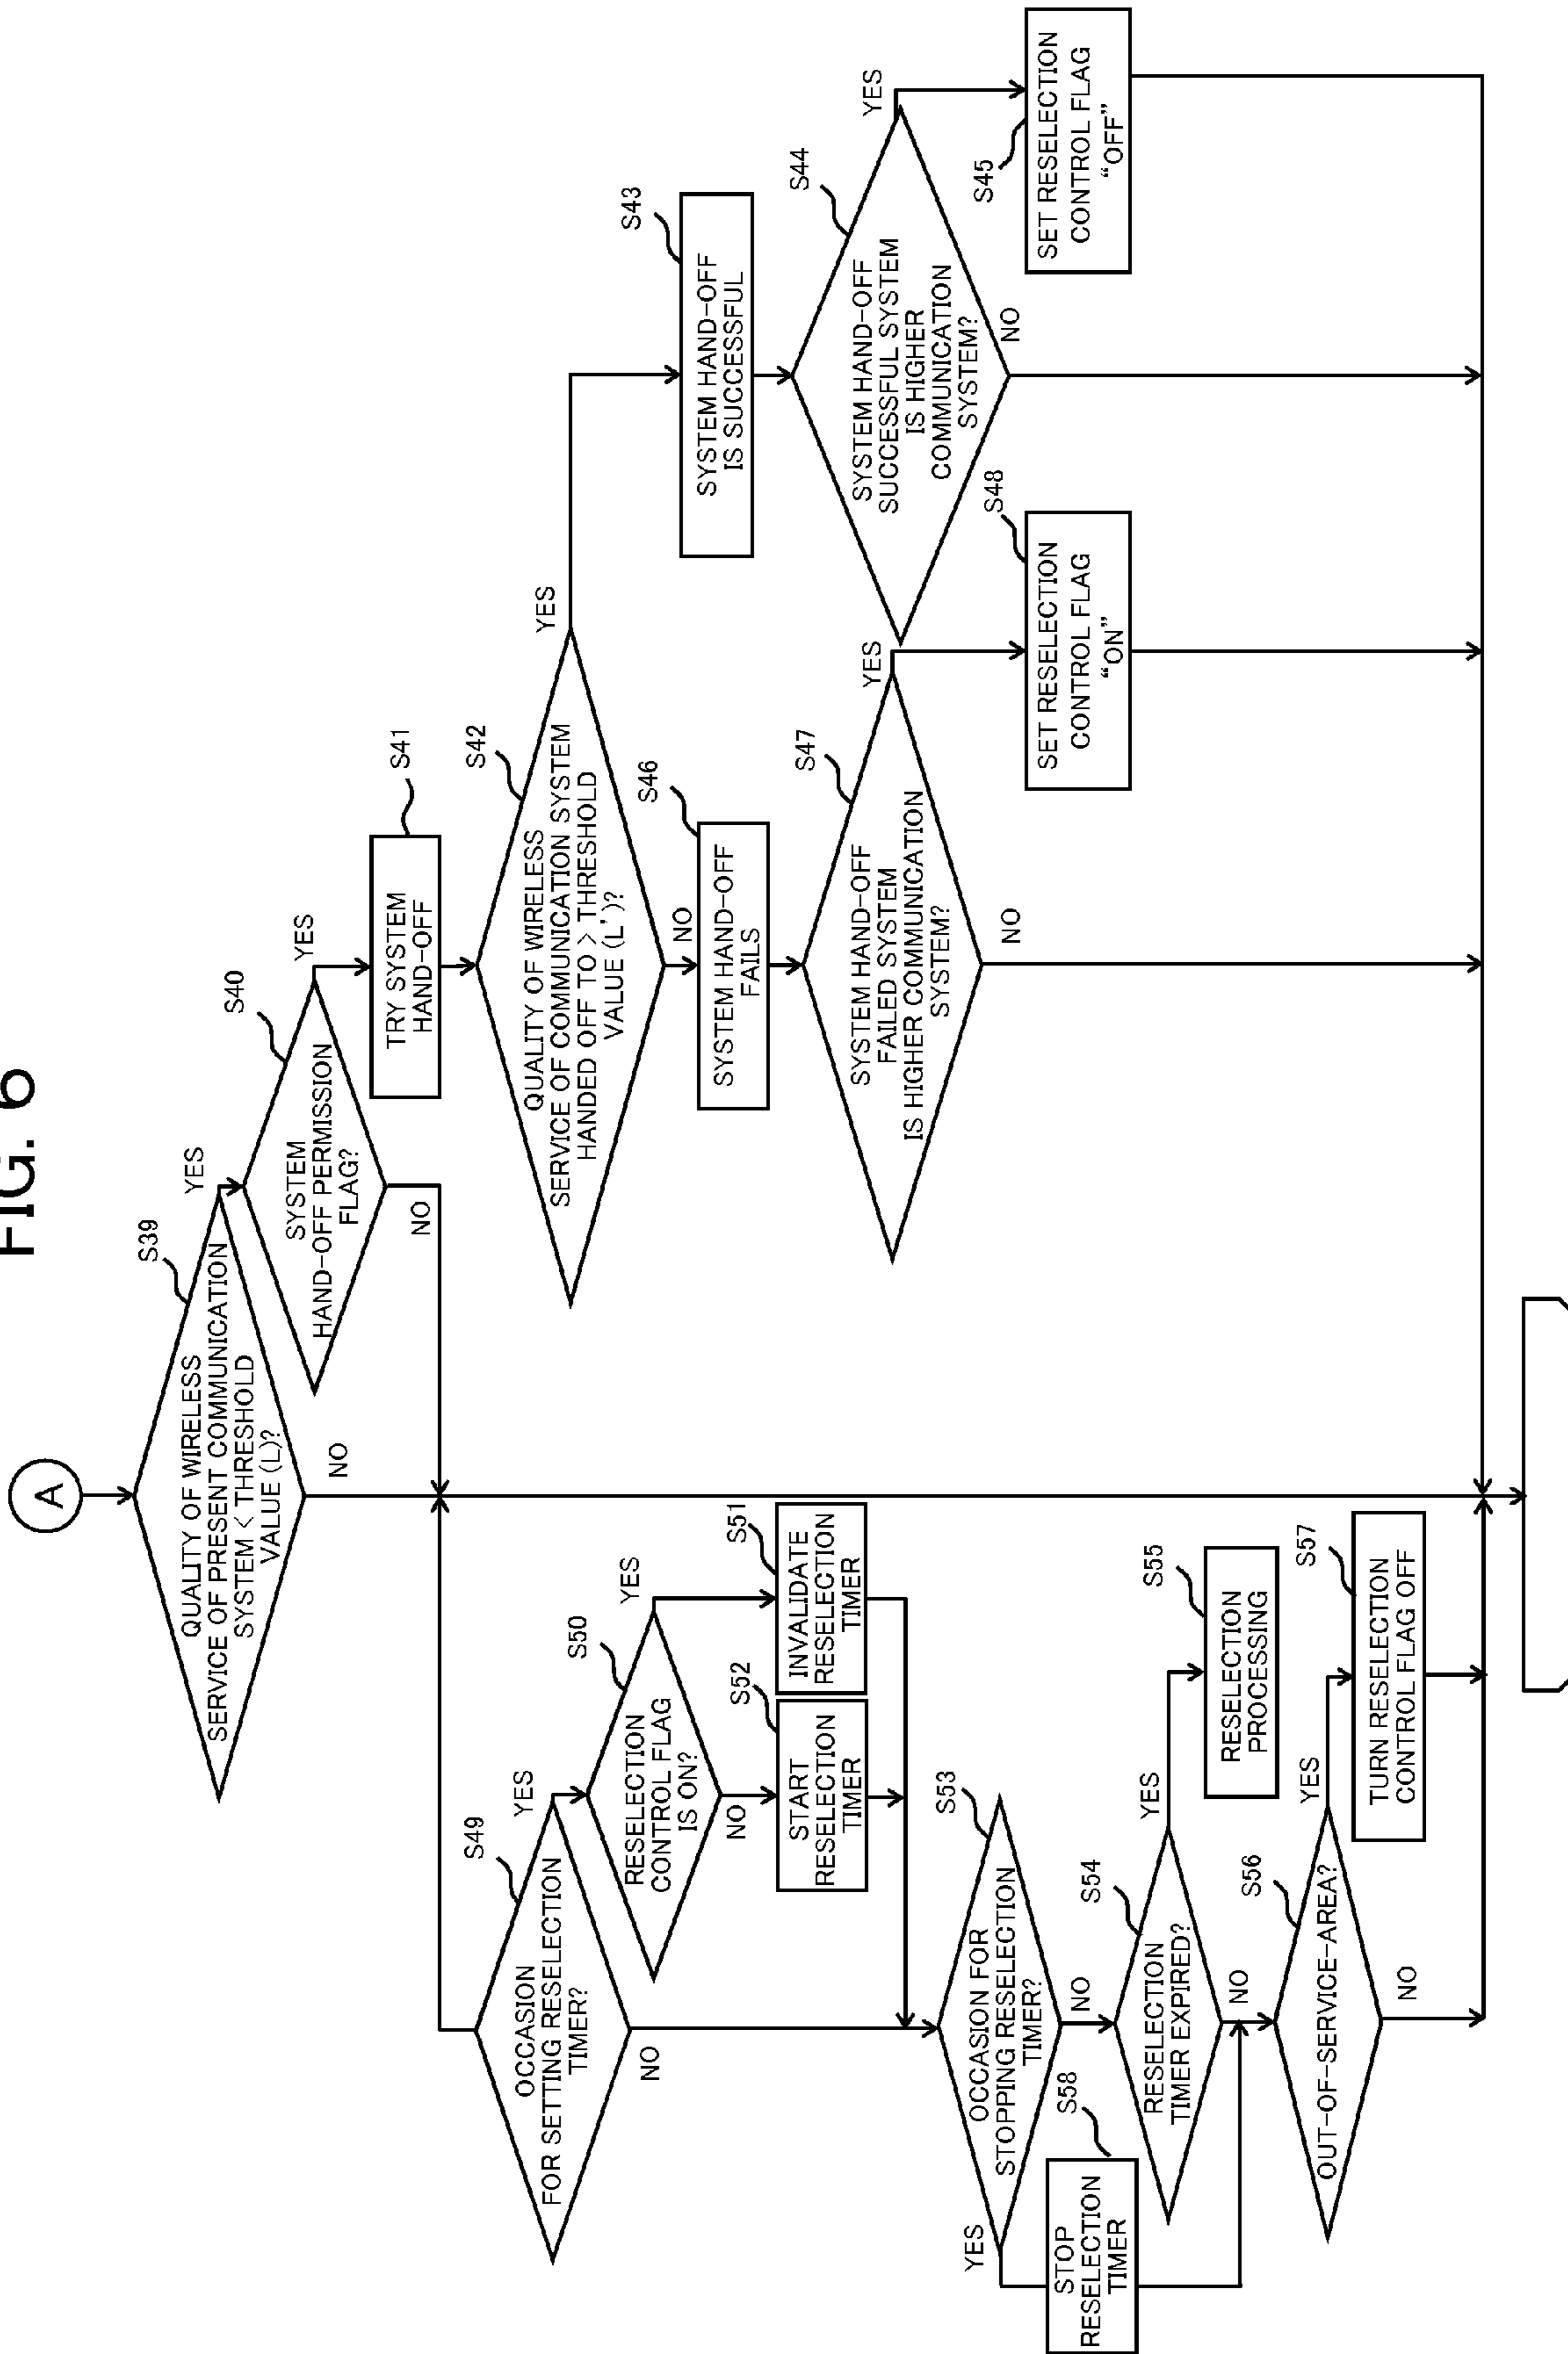 FIG. 6
A
S39
QUALITY OF WIRELESS
SERVICE OF PRESENT COMMUNICATION
SYSTEM < THRESHOLD
VALUE (L)?
YES
NO
S40
SYSTEM
HAND-OFF PERMISSION
FLAG?
YES
NO
S41
TRY SYSTEM
HAND-OFF
S42
QUALITY OF WIRELESS
SERVICE OF COMMUNICATION SYSTEM
HANDED OFF TO > THRESHOLD
VALUE (L')?
YES
NO
S43
SYSTEM HAND-OFF
IS SUCCESSFUL
S44
SYSTEM HAND-OFF
SUCCESSFUL SYSTEM
IS HIGHER
COMMUNICATION
SYSTEM?
YES
NO
S45
SET RESELECTION
CONTROL FLAG
“OFF”
S46
SYSTEM HAND-OFF
FAILS
S47
SYSTEM HAND-OFF
FAILED SYSTEM
IS HIGHER COMMUNICATION
SYSTEM?
YES
NO
S48
SET RESELECTION
CONTROL FLAG
“ON”
S49
OCCASION
FOR SETTING RESELECTION
TIMER?
YES
NO
S50
RESELECTION
CONTROL FLAG
IS ON?
YES
NO
S51
INVALIDATE
RESELECTION
TIMER
S52
START
RESELECTION
TIMER
S53
OCCASION FOR
STOPPING RESELECTION
TIMER?
YES
NO
S58
STOP
RESELECTION
TIMER
S54
RESELECTION
TIMER EXPIRED?
YES
NO
S55
RESELECTION
PROCESSING
S56
OUT-OF-SERVICE-AREA?
YES
NO
S57
TURN RESELECTION
CONTROL FLAG OFF